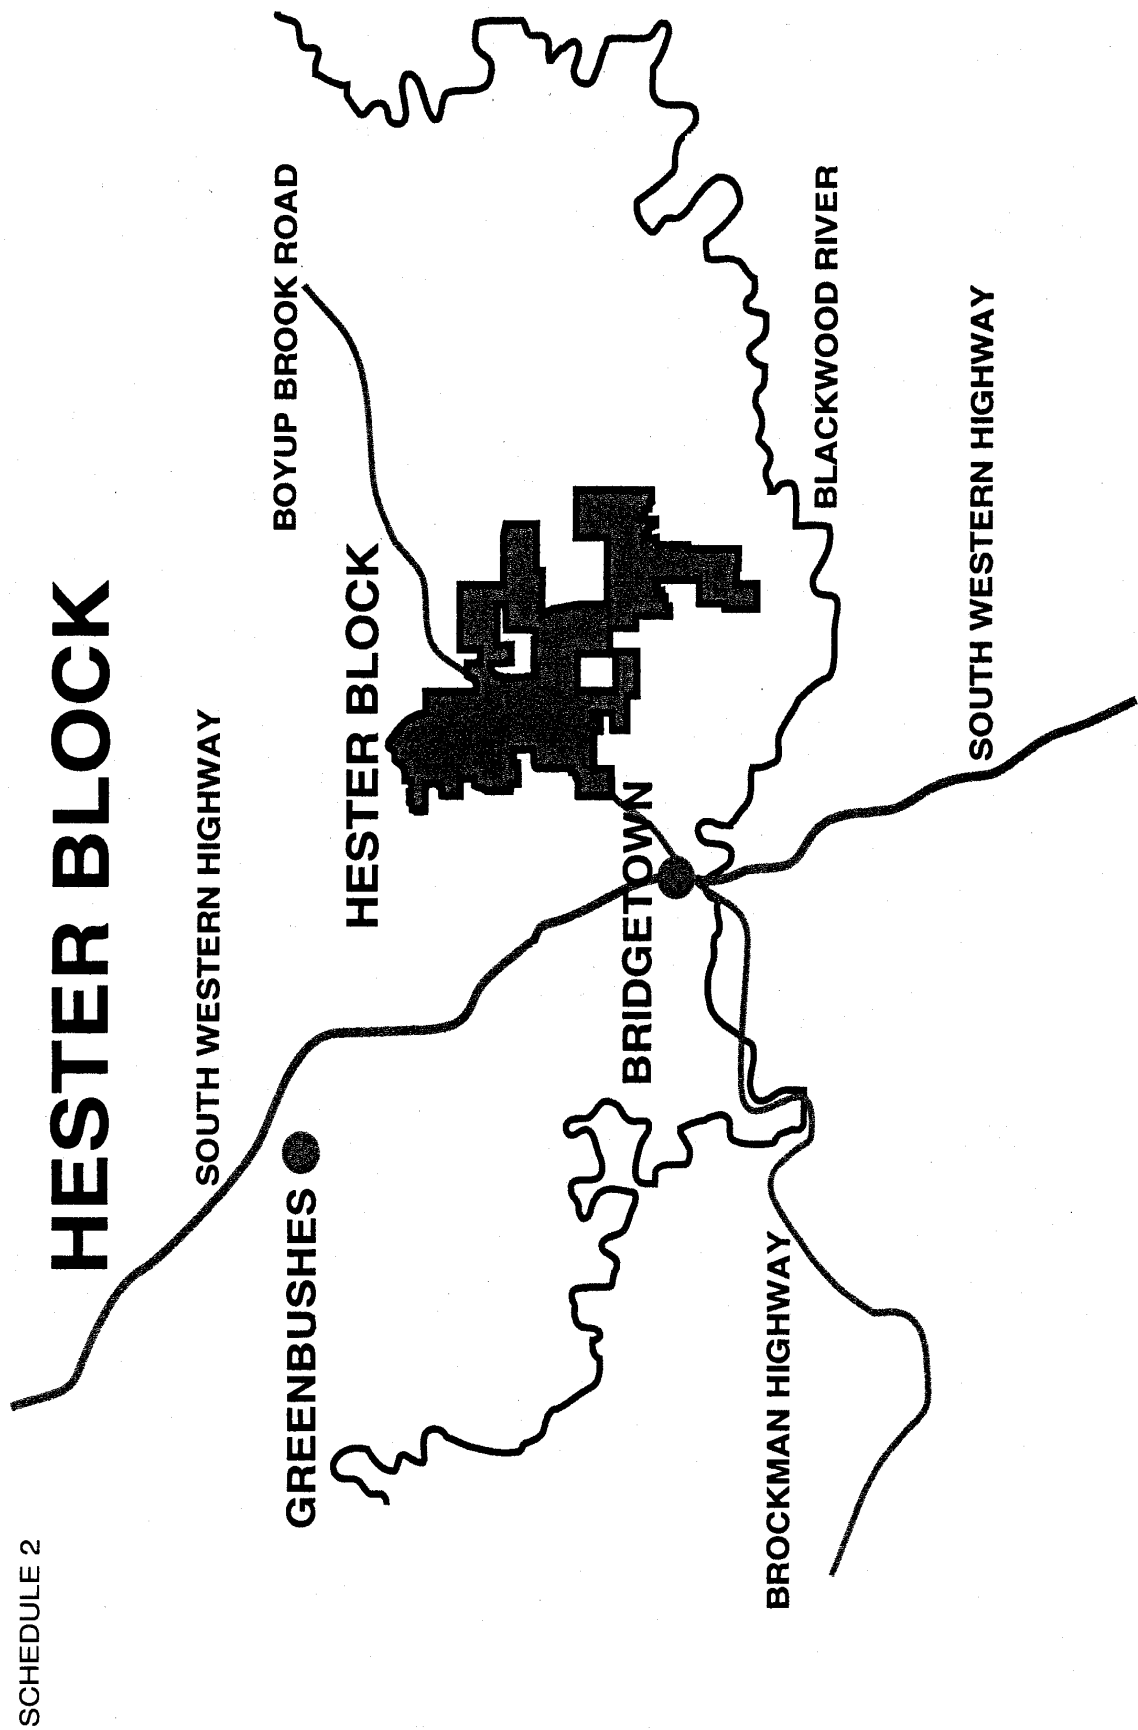 SCHEDULE 2
HESTER BLOCK
SOUTH WESTERN HIGHWAY
BOYUP BROOK ROAD
GREENBUSHES
HESTER BLOCK
BRIDGETOWN
BROCKMAN HIGHWAY
BLACKWOOD RIVER
SOUTH WESTERN HIGHWAY